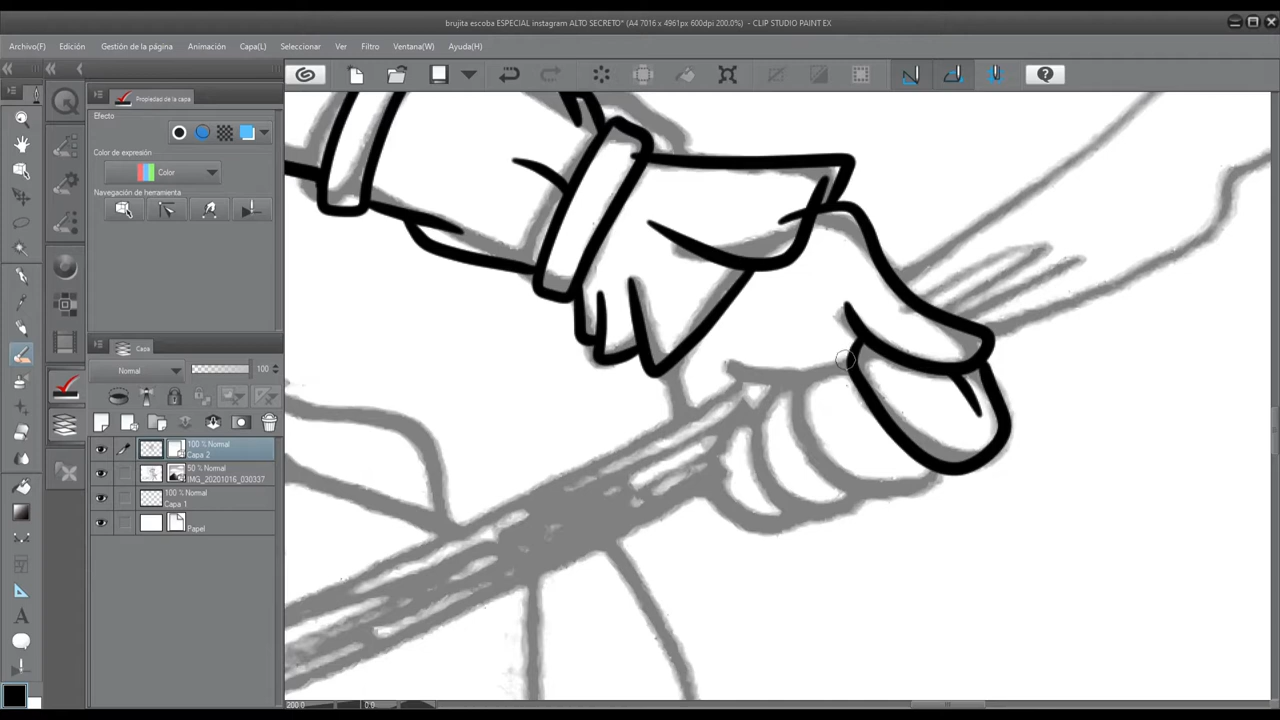 brujita escoba ESPECIAL instagram ALTO SECRETO* (A4 7016 x 4961px 600dpi 200.0%) - CLIP STUDIO PAINT EX
Archivo(F) Edición Gestión de la página Animación Capa(L) Seleccionar Ver Filtro Ventana(W) Ayuda(H)
Propiedad de la capa
Efecto
Color de expresión
Color
Navegación de herramienta
Capa
Normal 100
100 % Normal
Capa 2
50 % Normal
IMG_20201016_030337
100 % Normal
Capa 1
Papel
200.0 0.0